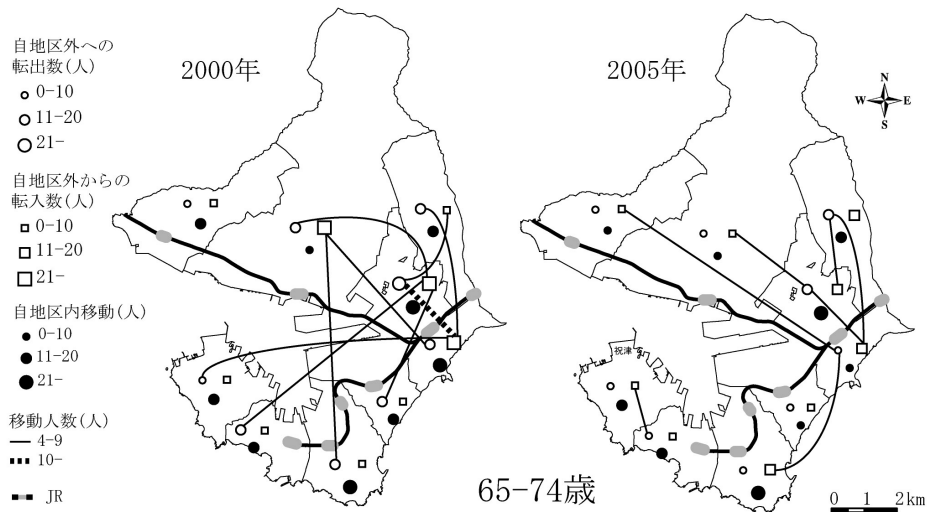 自地区外への
転出数(人)
0-10
11-20
21-
自地区外からの
転入数(人)
0-10
11-20
21-
自地区内移動(人)
0-10
11-20
21-
移動人数(人)
4-9
10-
JR
2000年
2005年
N
W E
S
祝津
65-74歳
0 1 2km